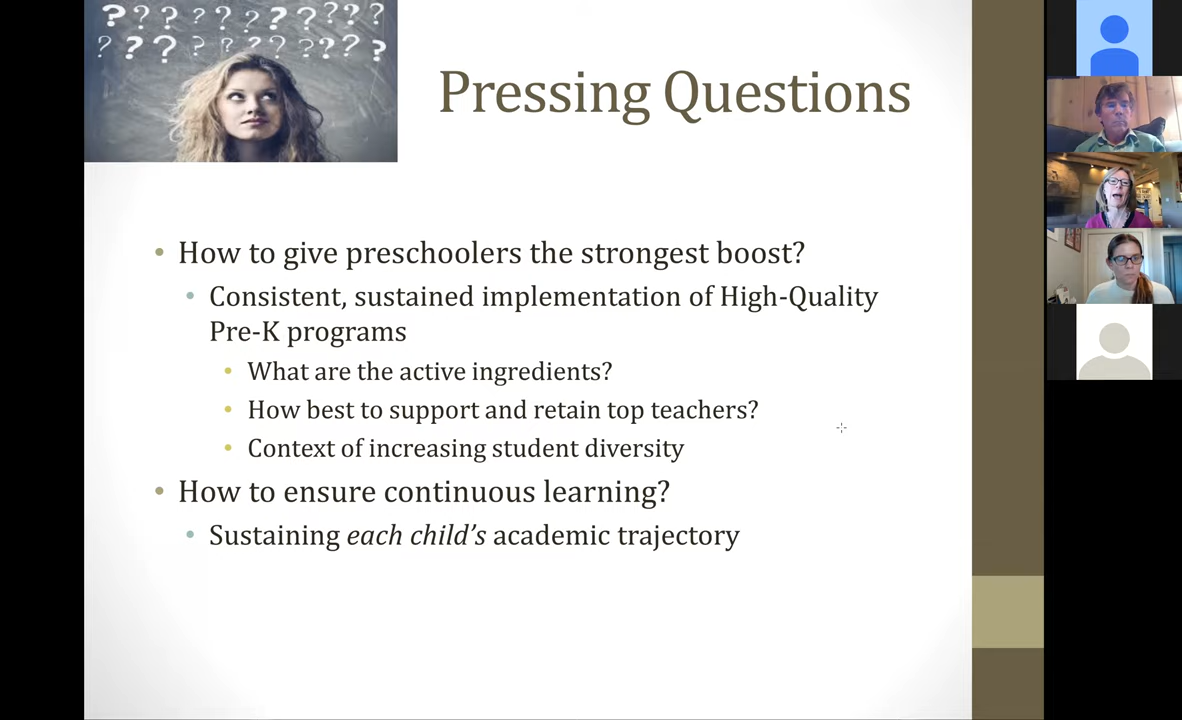 Pressing Questions
• How to give preschoolers the strongest boost?
• Consistent, sustained implementation of High-Quality
Pre-K programs
• What are the active ingredients?
• How best to support and retain top teachers?
• Context of increasing student diversity
• How to ensure continuous learning?
• Sustaining each child's academic trajectory